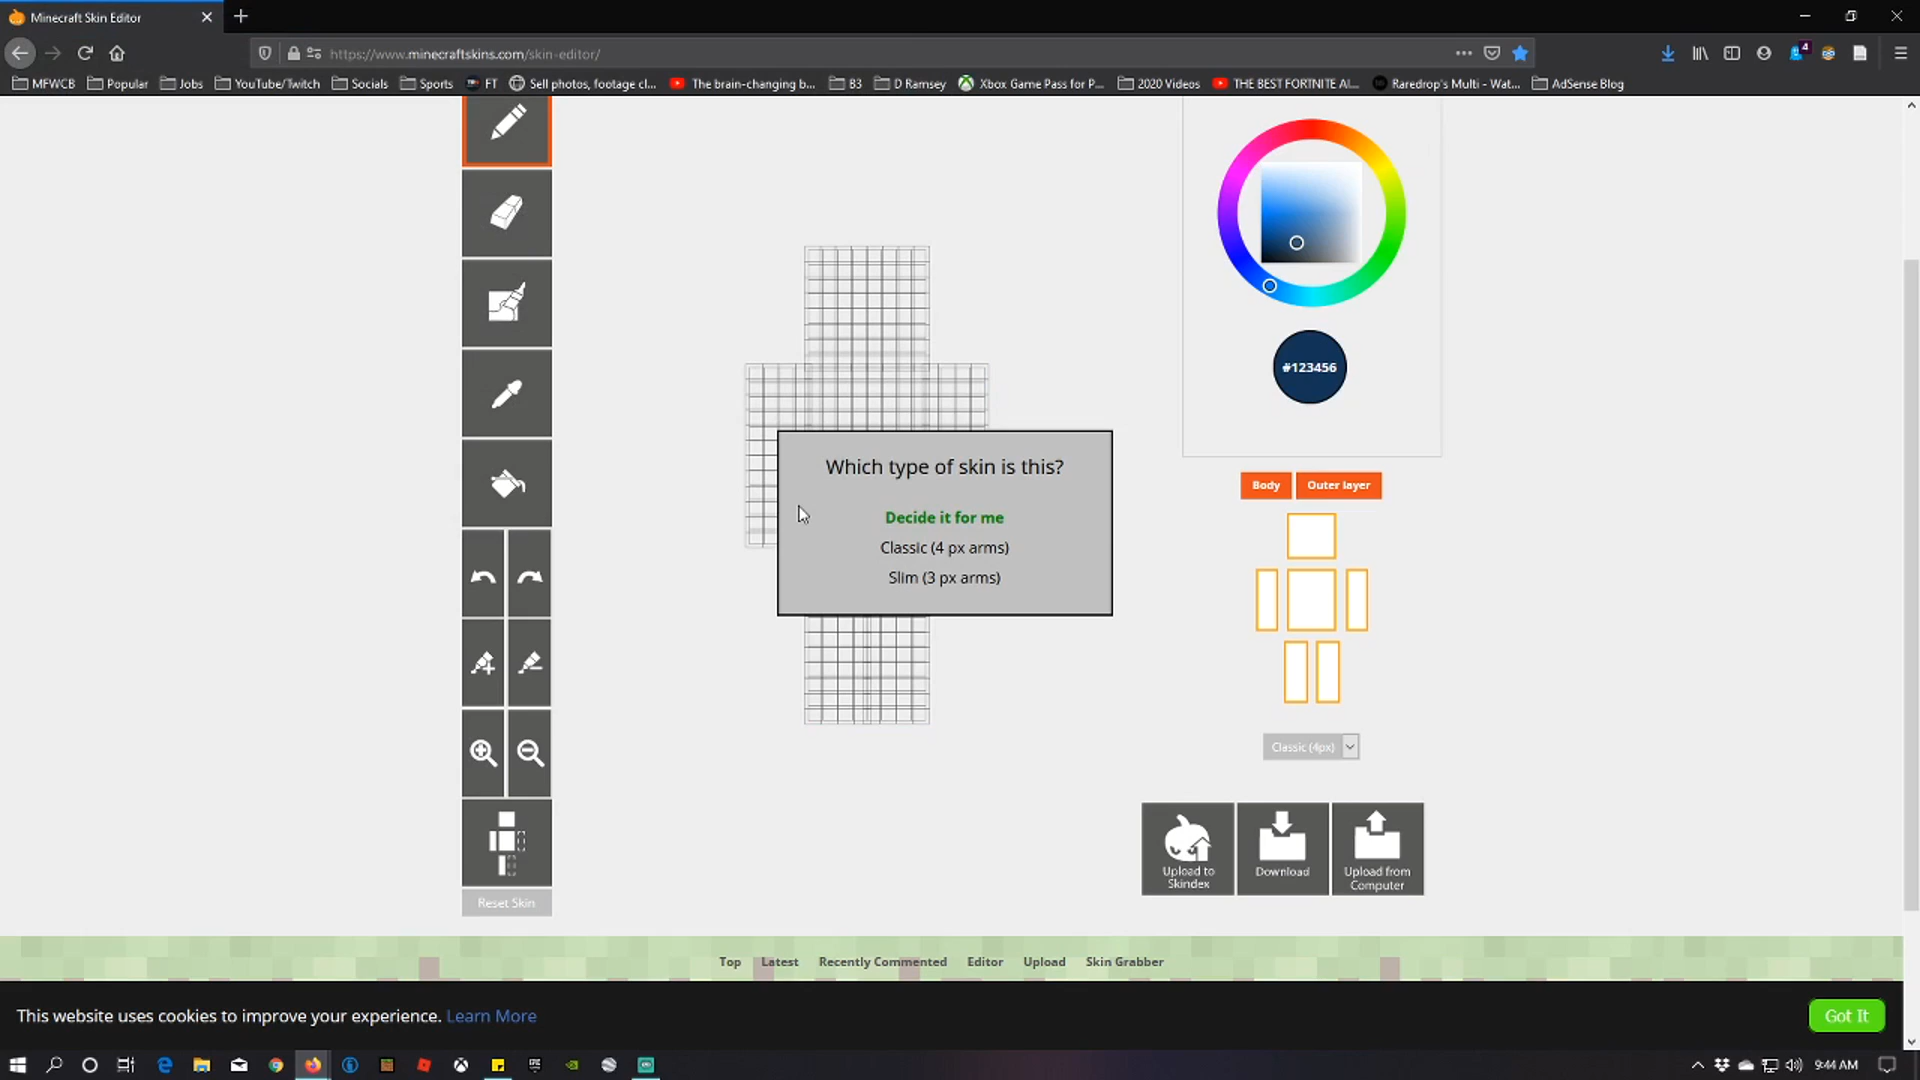 Minecraft Skin Editor
https://www.minecraftskins.com/skin-editor/
4
MFWCB
Popular
Jobs
YouTube/Twitch
Socials
Sports
FT
Sell photos, footage cl...
The brain-changing b...
B3
D Ramsey
Xbox Game Pass for P...
2020 Videos
THE BEST FORTNITE AI...
Raredrop's Multi - Wat...
AdSense Blog
#123456
Body
Outer layer
Which type of skin is this?
Decide it for me
Classic (4 px arms)
Slim (3 px arms)
Classic (4px)
Upload to
Skindex
Download
Upload from
Computer
Reset Skin
Top
Latest
Recently Commented
Editor
Upload
Skin Grabber
This website uses cookies to improve your experience. Learn More
Got It
9:44 AM